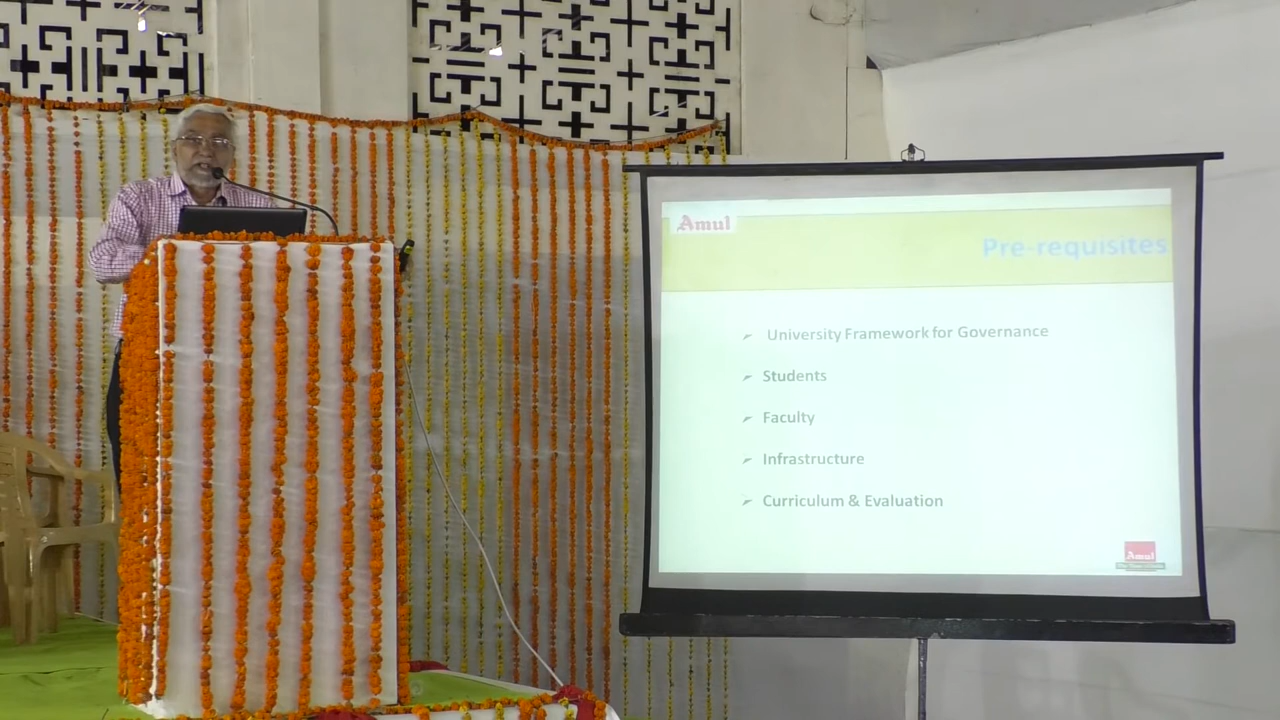 Amul
Pre-requisites
University Framework for Governance
Students
Faculty
Infrastructure
Curriculum & Evaluation
Amul